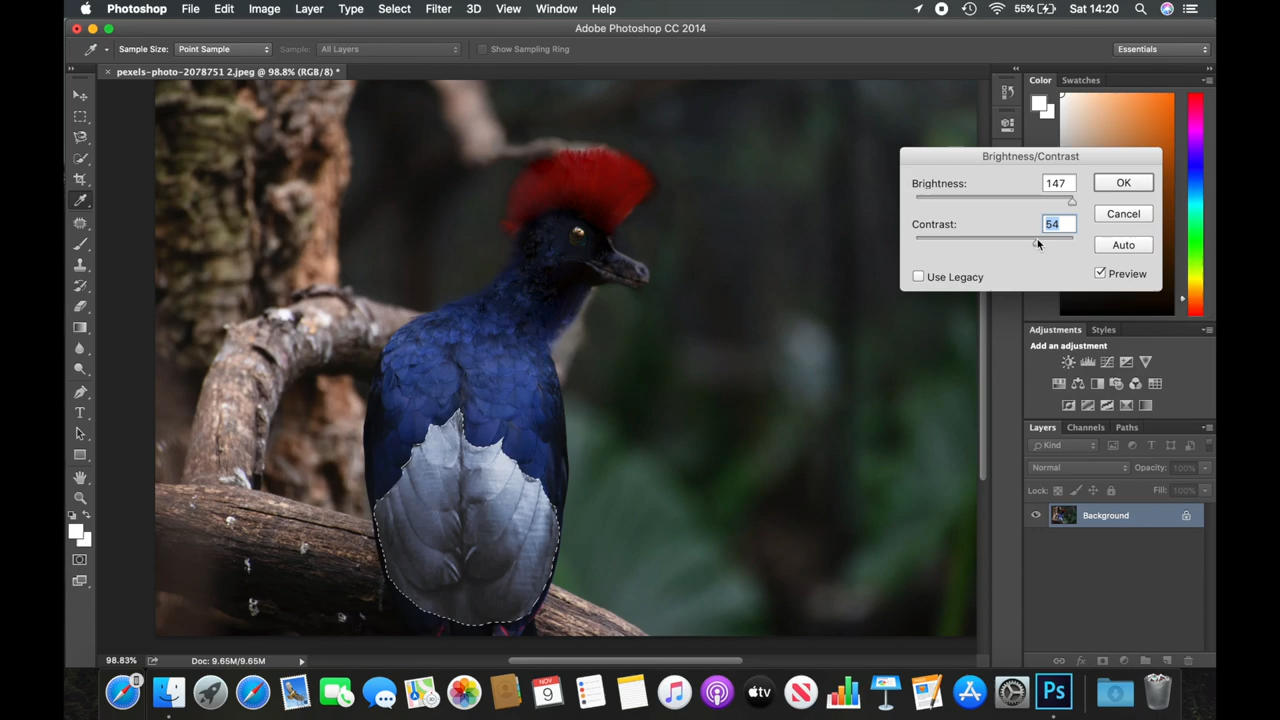 Photoshop File Edit Image Layer Type Select Filter 3D View Window Help 55% Sat 14:20
Adobe Photoshop CC 2014
Sample Size: Point Sample Sample: All Layers Show Sampling Ring Essentials
× pexels-photo-2078751 2.jpeg @ 98.8% (RGB/8) *
Color Swatches
Brightness/Contrast
Brightness: 147 OK
Cancel
Contrast: 54
Auto
Use Legacy Preview
Adjustments Styles
Add an adjustment
Layers Channels Paths
Kind
Normal Opacity: 100%
Lock: Fill: 100%
Background
98.83% Doc: 9.65M/9.65M
NOV
9
tv
Ps